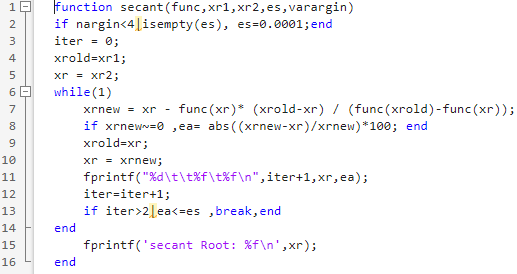 1 function secant(func,xr1,xr2,es,varargin)
2 if nargin<4|isempty(es), es=0.0001;end
3 iter = 0;
4 xrold=xr1;
5 xr = xr2;
6 while(1)
7 xrnew = xr - func(xr)* (xrold-xr) / (func(xrold)-func(xr));
8 if xrnew~=0 ,ea= abs((xrnew-xr)/xrnew)*100; end
9 xrold=xr;
10 xr = xrnew;
11 fprintf("%d\t\t%f\t%f\n",iter+1,xr,ea);
12 iter=iter+1;
13 if iter>2|ea<=es ,break,end
14 end
15 fprintf('secant Root: %f\n',xr);
16 end